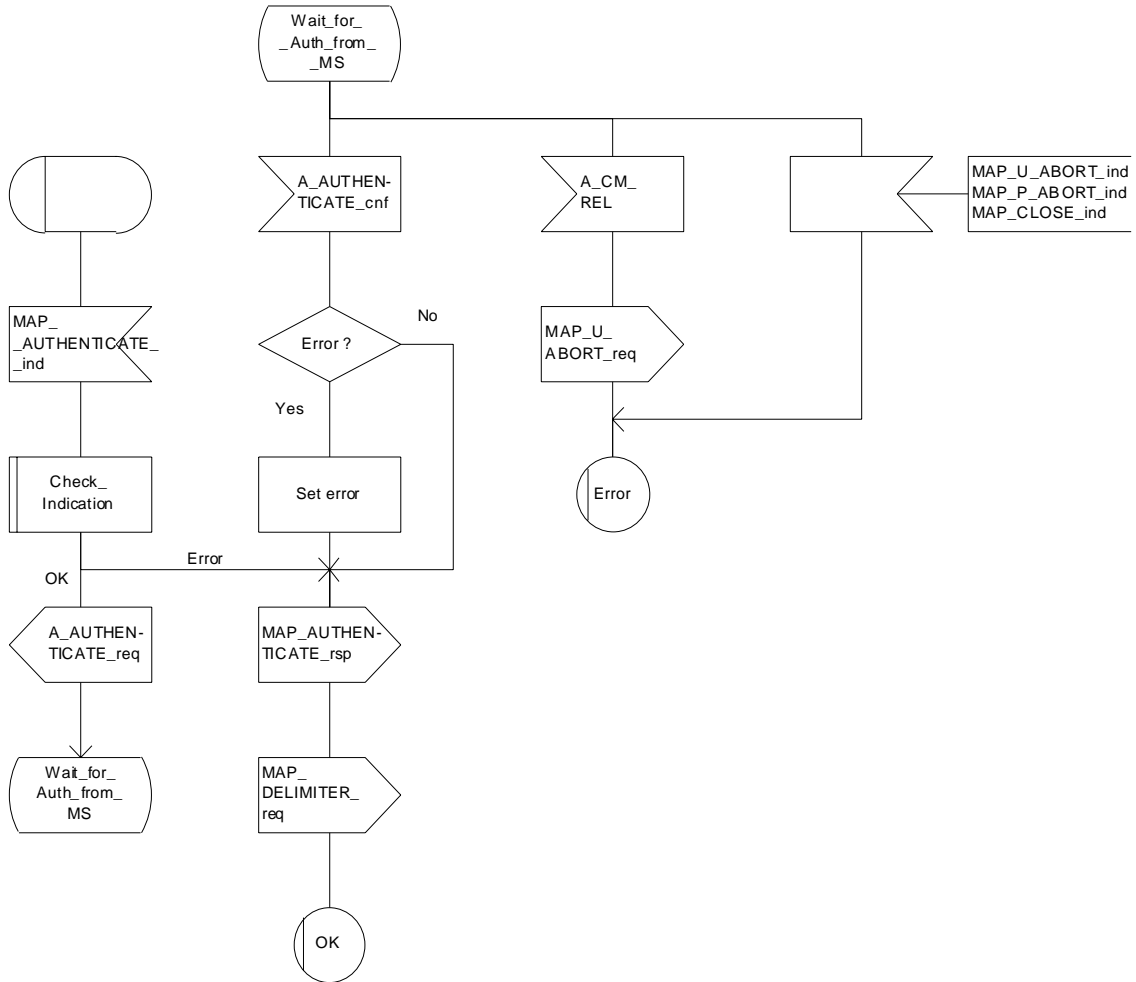 Wait_for_
_Auth_from_
_MS
A_AUTHEN-
TICATE_cnf
A_CM_
REL
MAP_U_ABORT_ind
MAP_P_ABORT_ind
MAP_CLOSE_ind
MAP_
_AUTHENTICATE_
_ind
Error ?
No
Yes
MAP_U_
ABORT_req
Check_
Indication
Set error
Error
Error
OK
A_AUTHEN-
TICATE_req
MAP_AUTHEN-
TICATE_rsp
Wait_for_
Auth_from_
MS
MAP_
DELIMITER_
req
OK